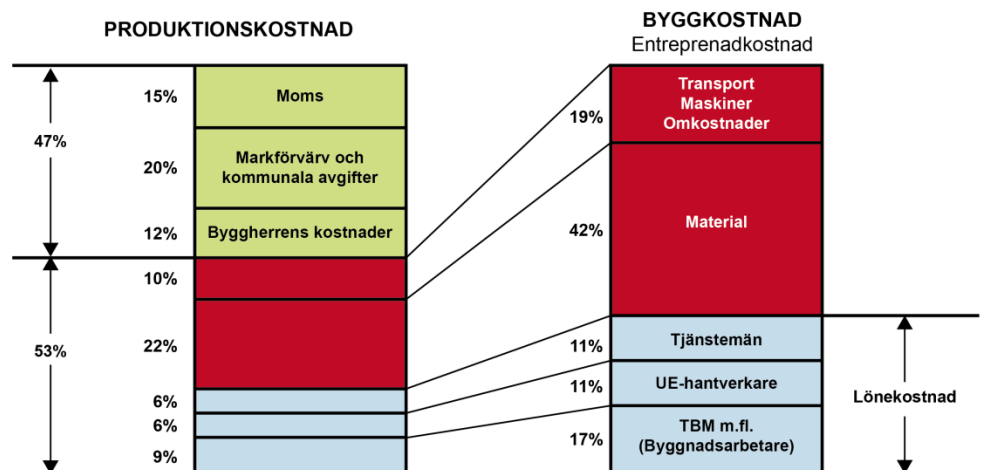 PRODUKTIONSKOSTNAD
BYGGKOSTNAD
Entreprenadkostnad
47%
53%
15%
Moms
20%
Markförvärv och
kommunala avgifter
12%
Byggherrens kostnader
10%
22%
6%
6%
9%
19%
Transport
Maskiner
Omkostnader
42%
Material
11%
Tjänstemän
11%
UE-hantverkare
17%
TBM m.fl.
(Byggnadsarbetare)
Lönekostnad